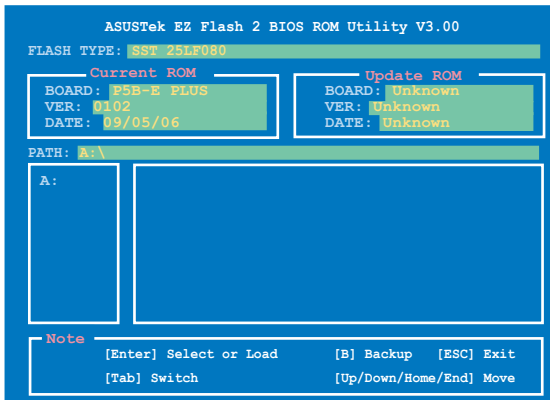 ASUSTek EZ Flash 2 BIOS ROM Utility V3.00
FLASH TYPE: SST 25LF080
Current ROM
BOARD: P5B-E PLUS
VER: 0102
DATE: 09/05/06
Update ROM
BOARD: Unknown
VER: Unknown
DATE: Unknown
PATH: A:\
A:
Note
[Enter] Select or Load [B] Backup [ESC] Exit
[Tab] Switch [Up/Down/Home/End] Move